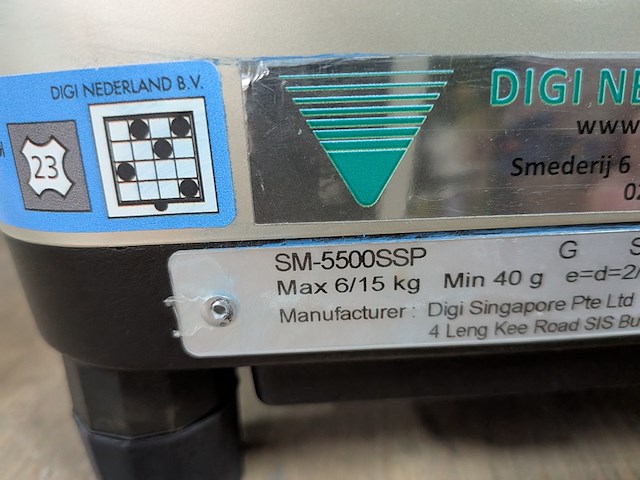 DIGI NEDERLAND B.V.
23
DIGI
www.
Smederij 6
SM-5500SSP
G
Max 6/15 kg Min 40 g e=d=2/
Manufacturer : Digi Singapore Pte Ltd
4 Leng Kee Road SIS